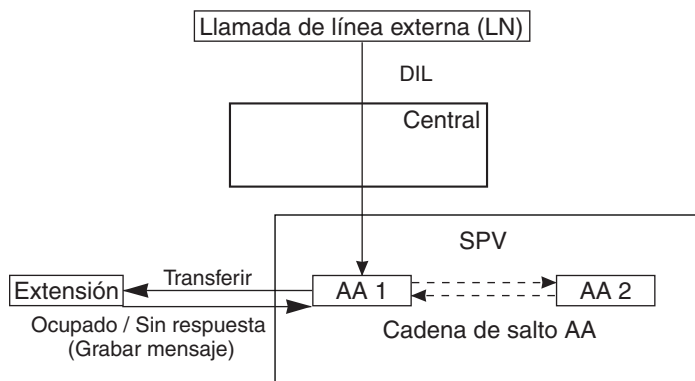 Llamada de línea externa (LN)
DIL
Central
SPV
Extensión
Transferir
AA 1
AA 2
Ocupado / Sin respuesta
(Grabar mensaje)
Cadena de salto AA